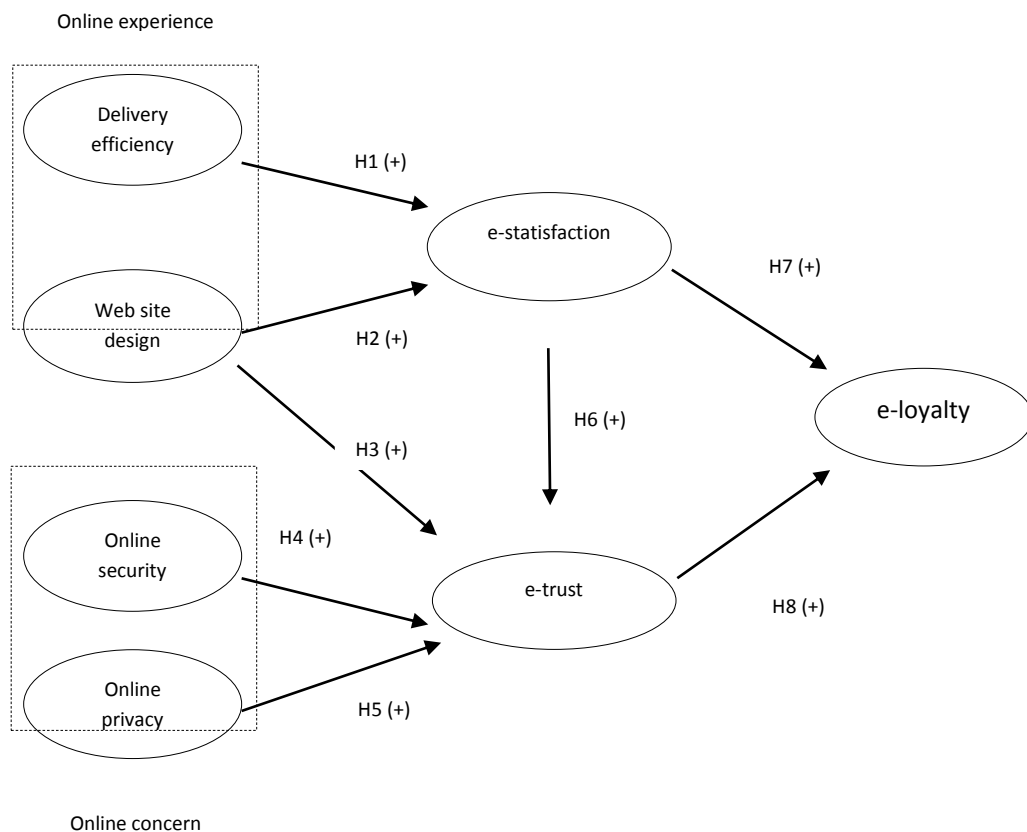 Online experience
Delivery
efficiency
H1 (+)
e-statisfaction
H7 (+)
Web site
design
H2 (+)
e-loyalty
H6 (+)
H3 (+)
Online
security
H4 (+)
e-trust
H8 (+)
Online
privacy
H5 (+)
Online concern